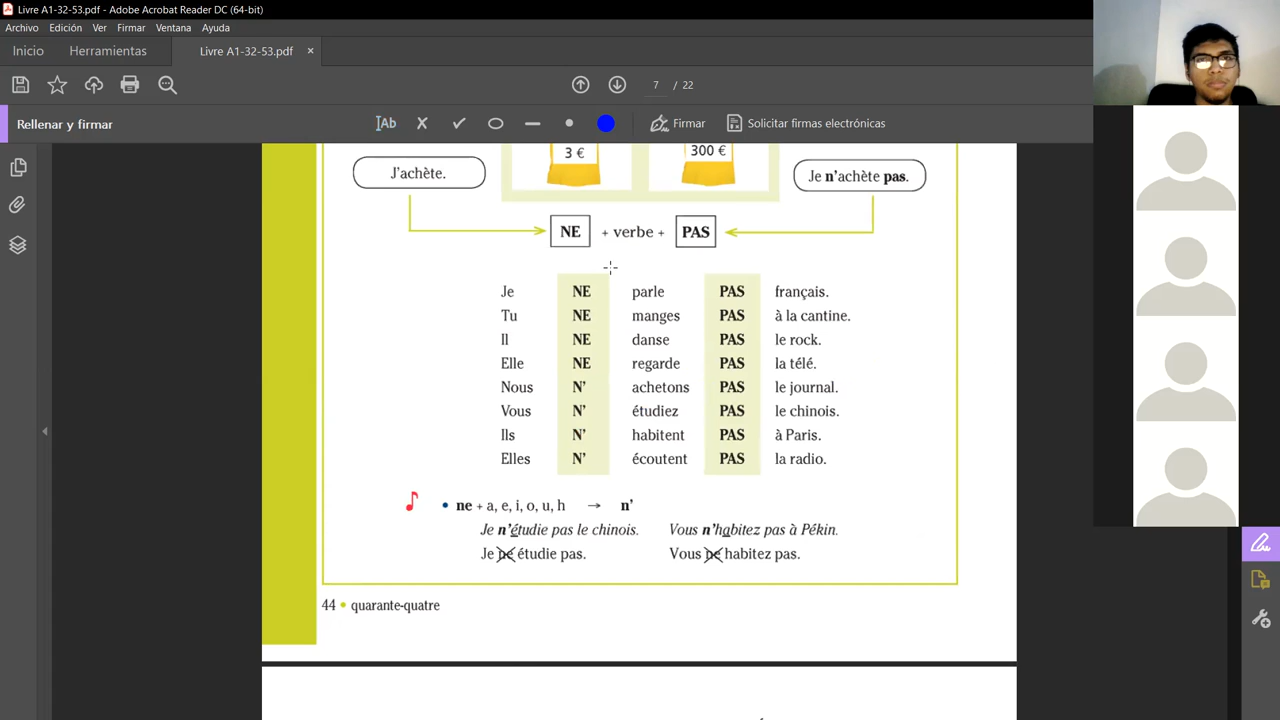 Livre A1-32-53.pdf - Adobe Acrobat Reader DC (64-bit)
Archivo Edición Ver Firmar Ventana Ayuda
Inicio Herramientas Livre A1-32-53.pdf ×
7 / 22
Rellenar y firmar
Ab Firmar Solicitar firmas electrónicas
3 € 300 €
J'achète. Je n'achète pas.
NE + verbe + PAS
Je NE parle PAS français.
Tu NE manges PAS à la cantine.
Il NE danse PAS le rock.
Elle NE regarde PAS la télé.
Nous N' achetons PAS le journal.
Vous N' étudiez PAS le chinois.
Ils N' habitent PAS à Paris.
Elles N' écoutent PAS la radio.
• ne + a, e, i, o, u, h → n'
Je n'étudie pas le chinois. Vous n'habitez pas à Pékin.
Je ne étudie pas. Vous ne habitez pas.
44 • quarante-quatre